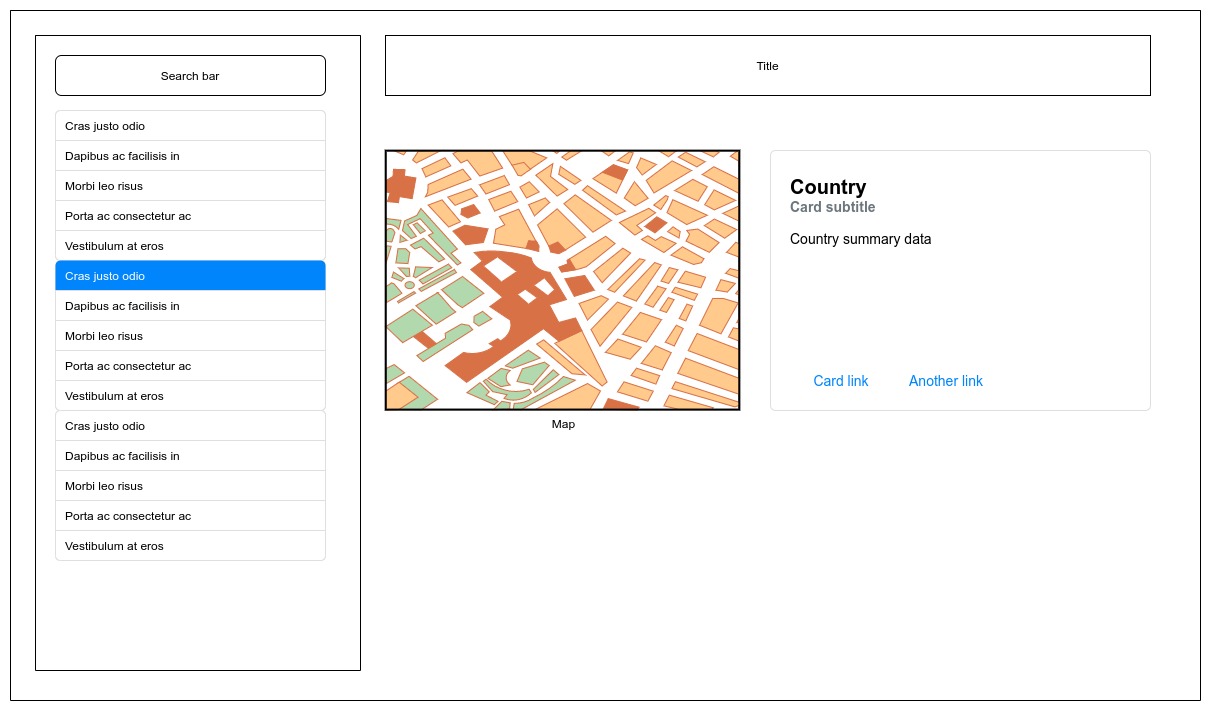 Search bar
Cras justo odio
Dapibus ac facilisis in
Morbi leo risus
Porta ac consectetur ac
Vestibulum at eros
Cras justo odio
Dapibus ac facilisis in
Morbi leo risus
Porta ac consectetur ac
Vestibulum at eros
Cras justo odio
Dapibus ac facilisis in
Morbi leo risus
Porta ac consectetur ac
Vestibulum at eros
Title
Map
Country
Card subtitle
Country summary data
Card link Another link